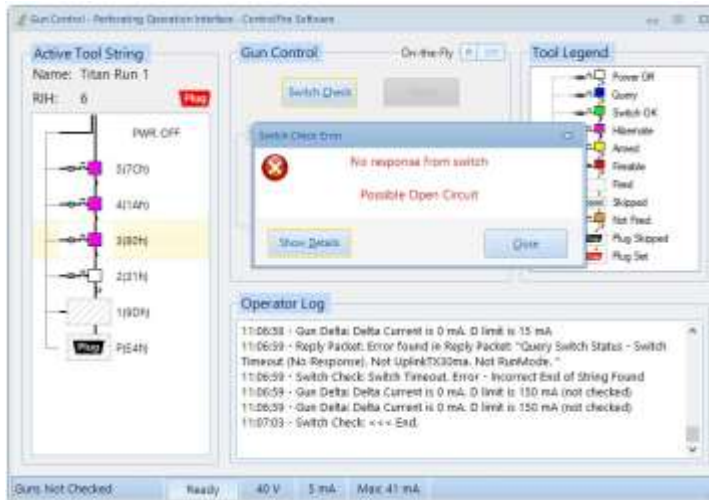 Gun Control - Perforating Operation Interface - ControlFire Software
Active Tool String
Name: Titan Run 1
RIH: 6
Plug
PWR. OFF
5(7Ch)
4(1Ah)
3(80h)
2(21h)
1(9Dh)
Plug
P(E4h)
Gun Control
On-the-Fly
Switch Check
Switch Check Error
No response from switch
Possible Open Circuit
Show Details
Close
Tool Legend
Power Off
Query
Switch OK
Hibernate
Armed
Fireable
Fired
Skipped
Not Fired
Plug Skipped
Plug Set
Operator Log
11:06:59 - Gun Delta: Delta Current is 0 mA. D limit is 15 mA
11:06:59 - Reply Packet: Error found in Reply Packet: "Query Switch Status - Switch
Timeout (No Response). Not UplinkTX30ma. Not RunMode. "
11:06:59 - Switch Check: Switch Timeout. Error - Incorrect End of String Found
11:06:59 - Gun Delta: Delta Current is 0 mA. D limit is 150 mA (not checked)
11:06:59 - Gun Delta: Delta Current is 0 mA. D limit is 150 mA (not checked)
11:07:03 - Switch Check: <<< End.
Guns Not Checked
Ready
40 V
5 mA
Max: 41 mA